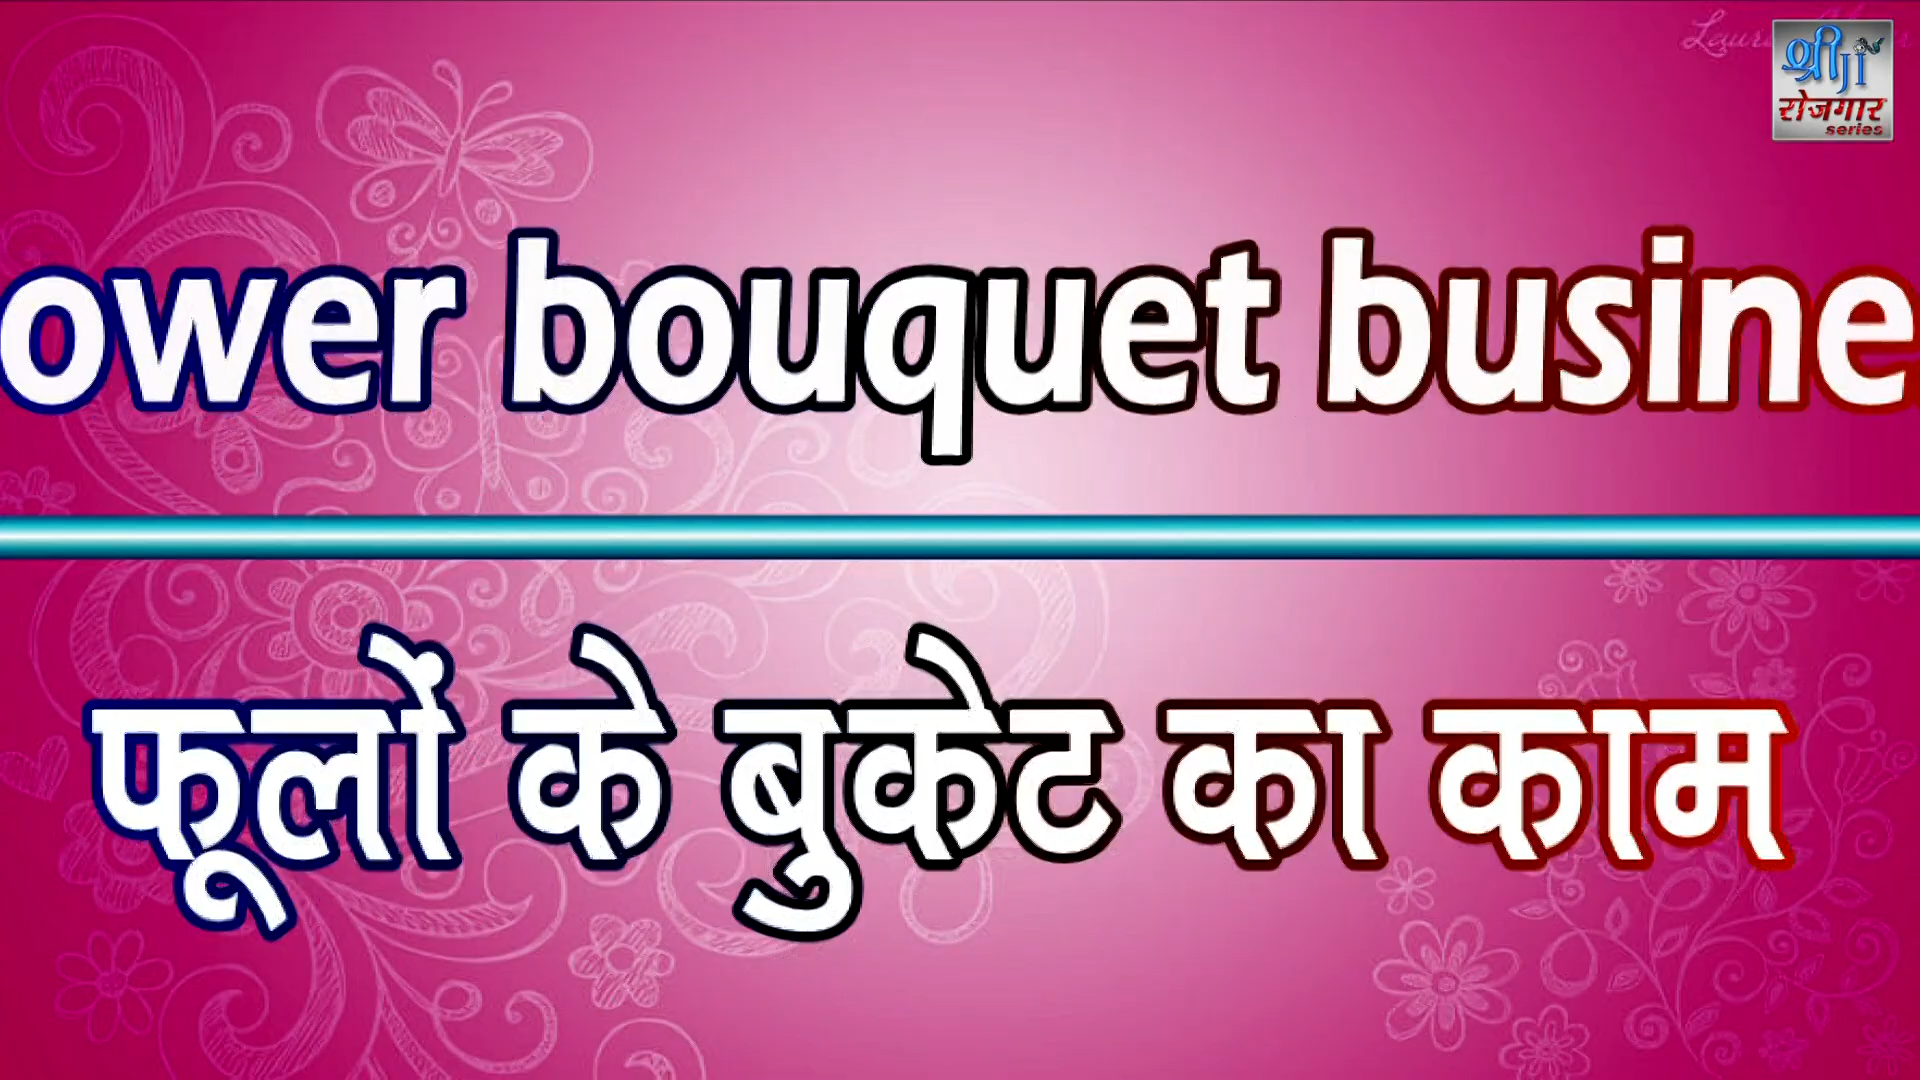 श्रीजी
रोजगार
series
ower bouquet busine
फूलों के बुकेट का काम